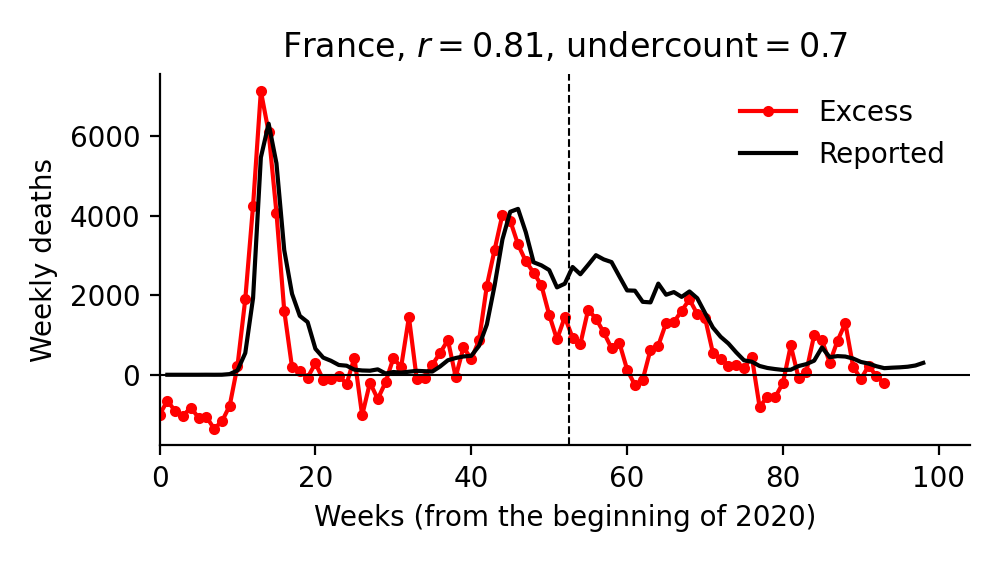 France, r = 0.81, undercount = 0.7
Excess
Reported
Weekly deaths
6000
4000
2000
0
0 20 40 60 80 100
Weeks (from the beginning of 2020)